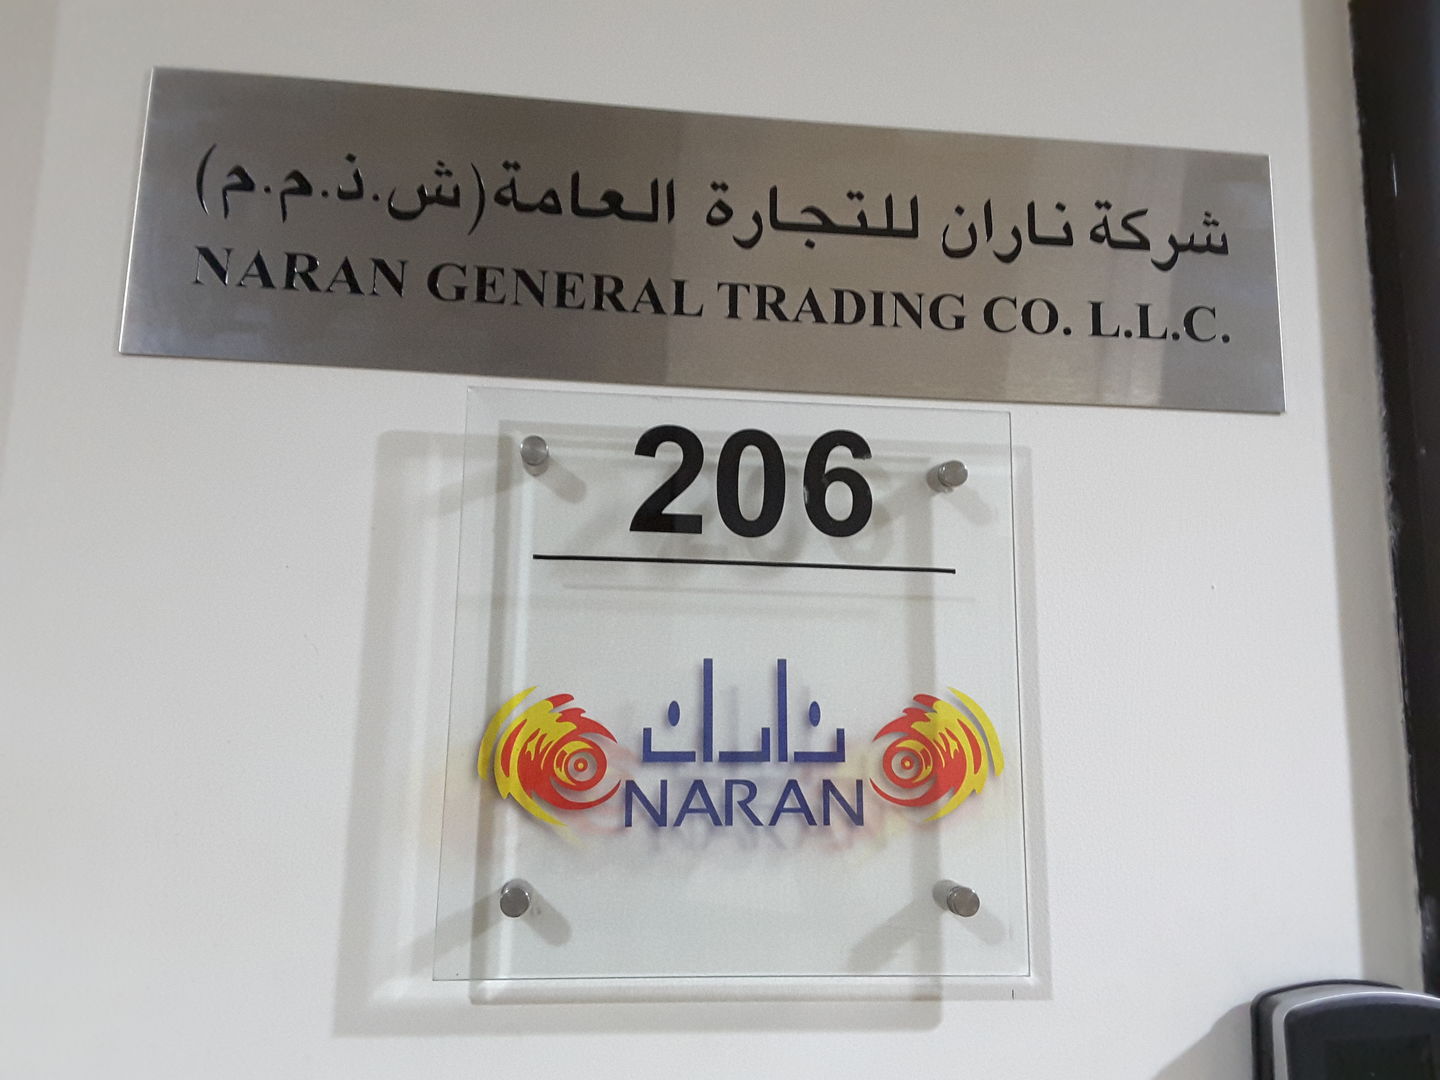 شركة ناران للتجارة العامة(ش.ذ.م.م)
NARAN GENERAL TRADING CO. L.L.C.
206
ناران
NARAN